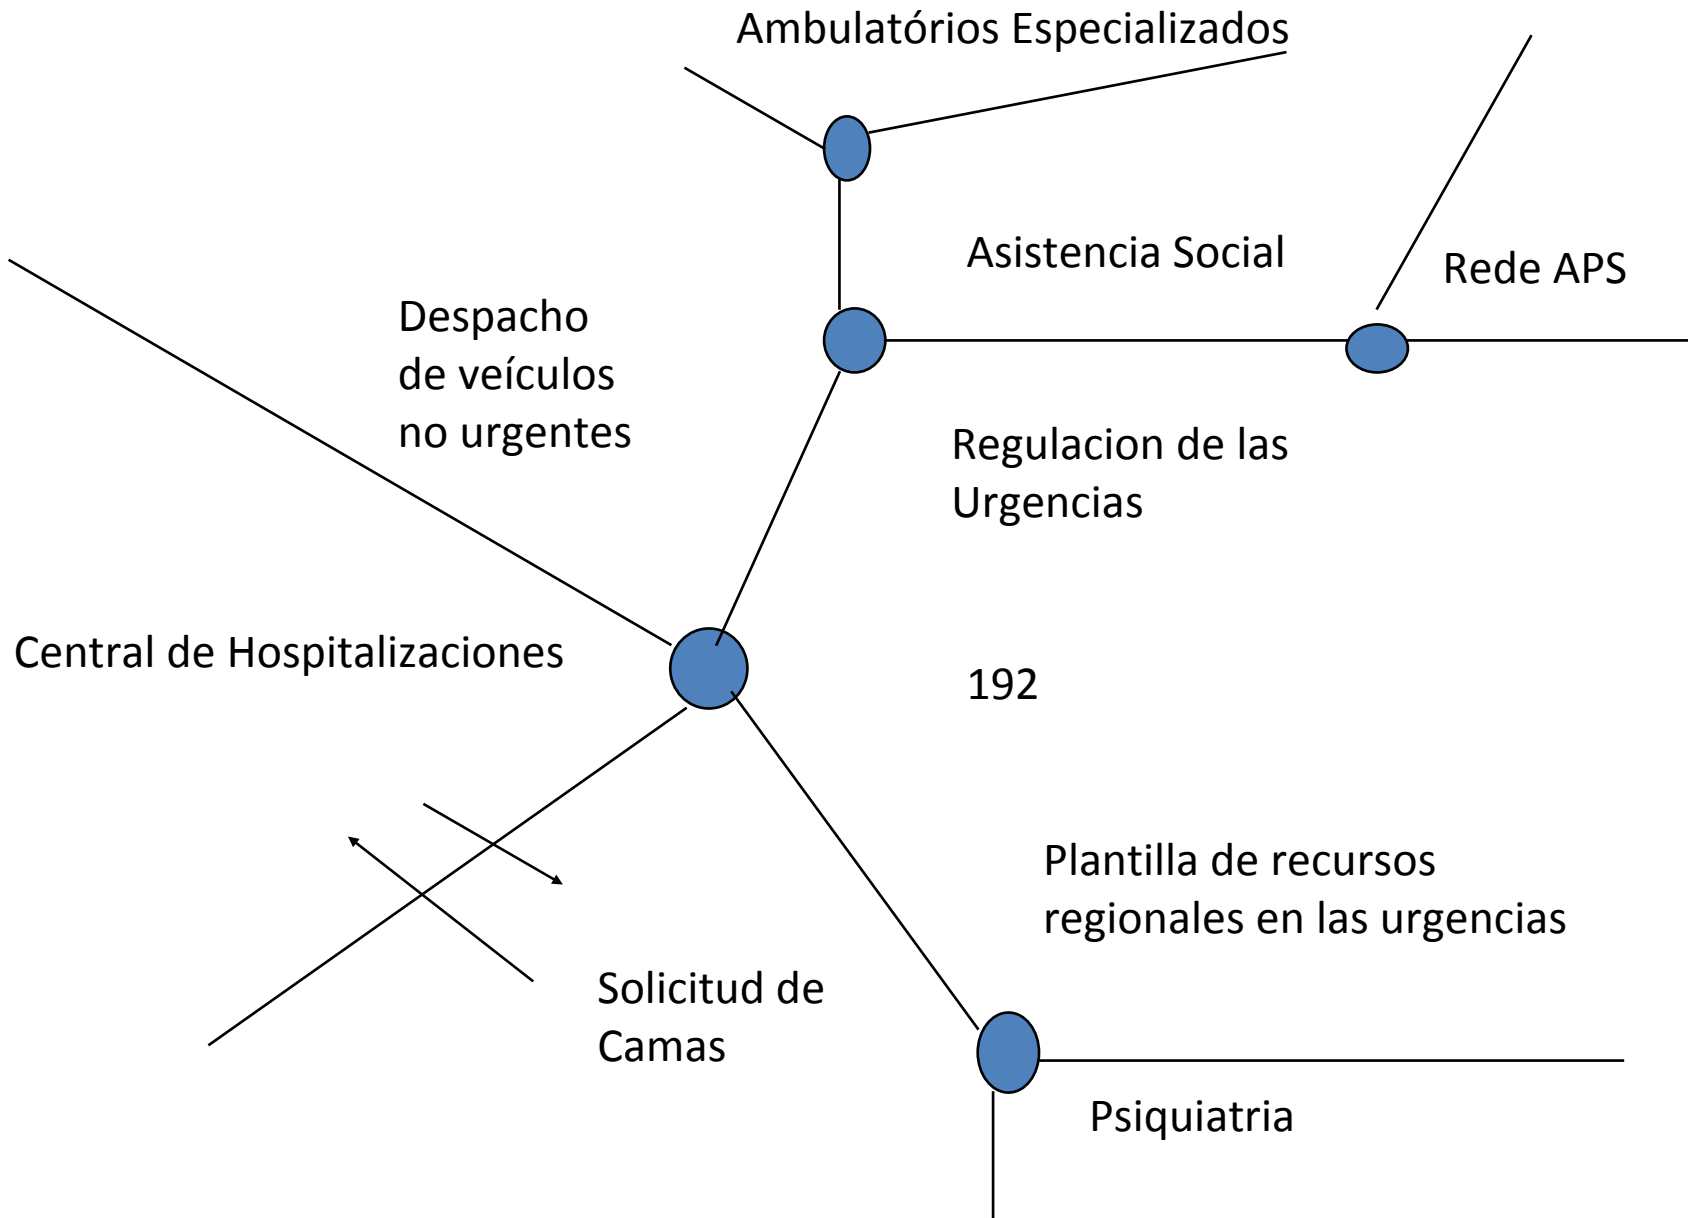 Ambulatórios Especializados
Asistencia Social
Rede APS
Despacho
de veículos
no urgentes
Regulacion de las
Urgencias
Central de Hospitalizaciones
192
Plantilla de recursos
regionales en las urgencias
Solicitud de
Camas
Psiquiatria